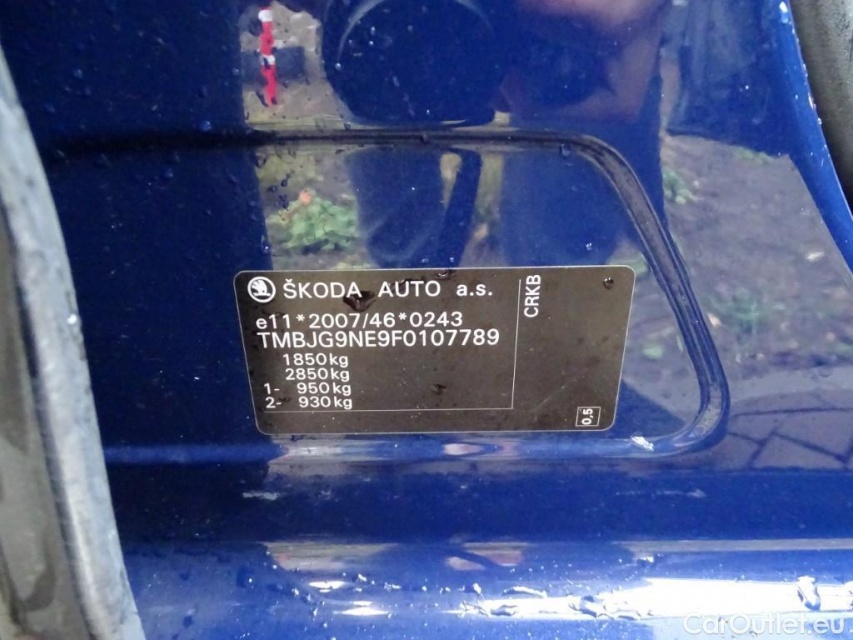 ŠKODA AUTO a.s.
e11*2007/46*0243
TMBJG9NE9F0107789
1850kg
2850kg
1- 950kg
2- 930kg
CRKB
0,5
CarOutlet.eu